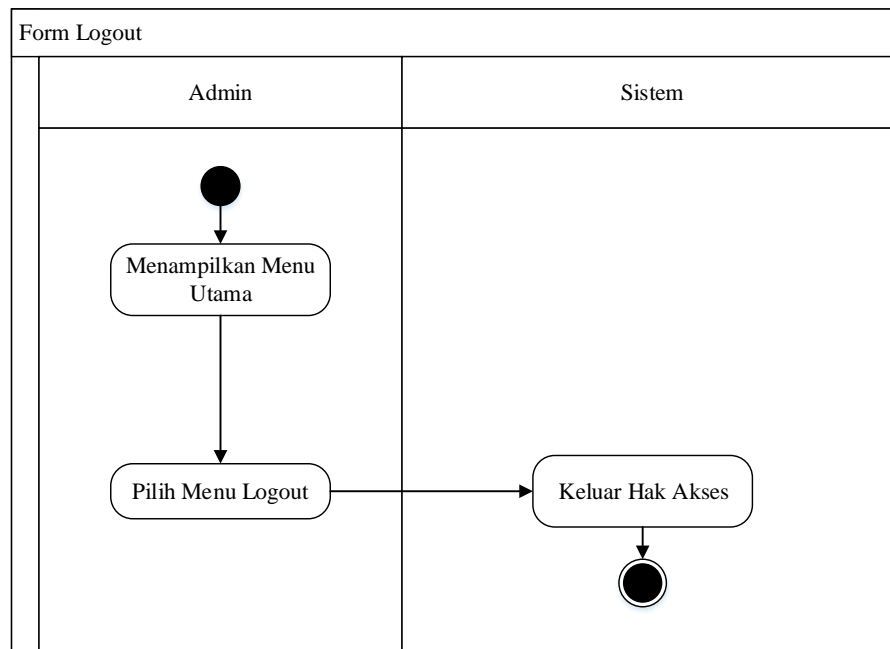 Form Logout
Admin
Sistem
Menampilkan Menu
Utama
Pilih Menu Logout
Keluar Hak Akses